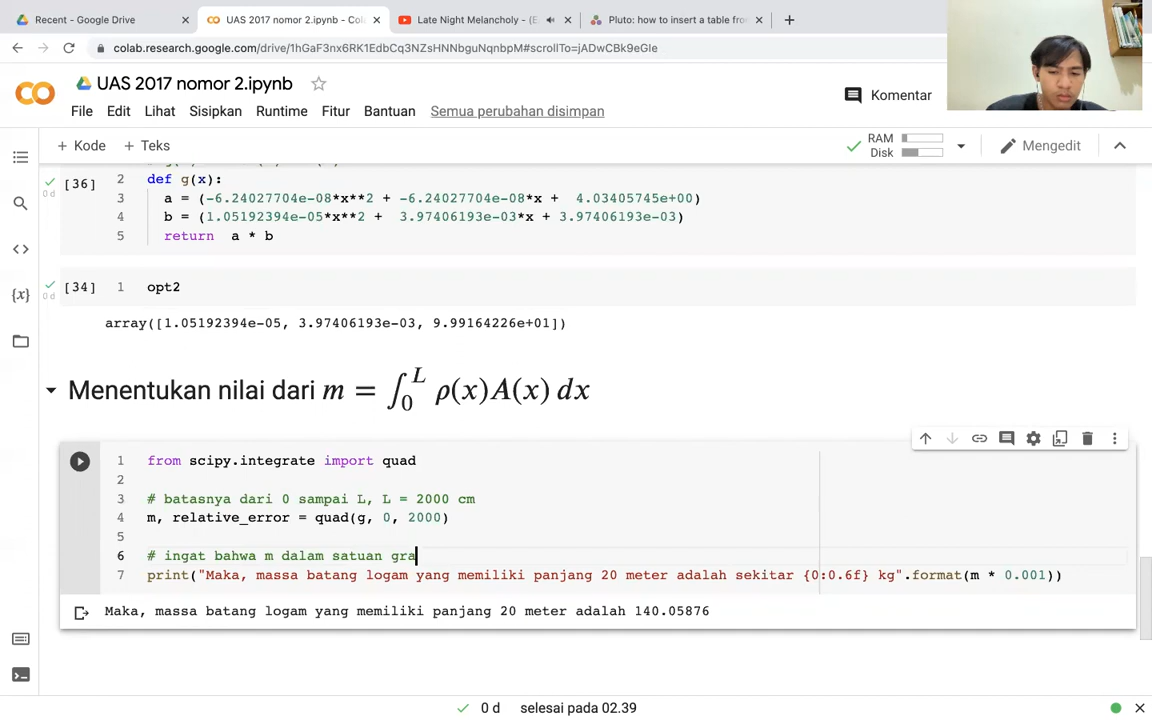 Recent - Google Drive
UAS 2017 nomor 2.ipynb - Col
Late Night Melancholy - (E
Pluto: how to insert a table fro
colab.research.google.com/drive/1hGaF3nx6RK1EdbCq3NZsHNNbguNqnbpM#scrollTo=jADwCBk9eGle
UAS 2017 nomor 2.ipynb
Komentar
File Edit Lihat Sisipkan Runtime Fitur Bantuan Semua perubahan disimpan
+ Kode + Teks
RAM
Disk
Mengedit
[36] 2 def g(x):
3 a = (-6.24027704e-08*x**2 + -6.24027704e-08*x + 4.03405745e+00)
4 b = (1.05192394e-05*x**2 + 3.97406193e-03*x + 3.97406193e-03)
5 return a * b
[34] 1 opt2
array([1.05192394e-05, 3.97406193e-03, 9.99164226e+01])
Menentukan nilai dari m = ∫₀ᴸ ρ(x)A(x) dx
1 from scipy.integrate import quad
2
3 # batasnya dari 0 sampai L, L = 2000 cm
4 m, relative_error = quad(g, 0, 2000)
5
6 # ingat bahwa m dalam satuan gra
7 print("Maka, massa batang logam yang memiliki panjang 20 meter adalah sekitar {0:0.6f} kg".format(m * 0.001))
Maka, massa batang logam yang memiliki panjang 20 meter adalah 140.05876
0 d selesai pada 02.39